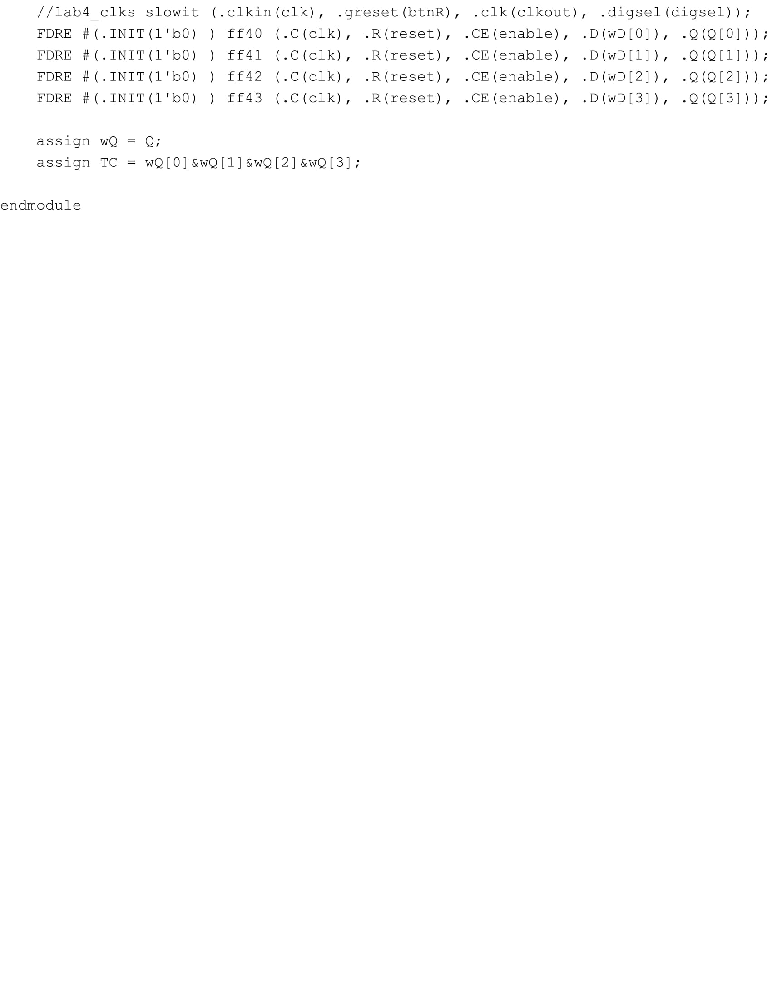 //lab4_clks slowit (.clkin(clk), .greset(btnR), .clk(clkout), .digsel(digsel));
FDRE #(.INIT(1'b0) ) ff40 (.C(clk), .R(reset), .CE(enable), .D(wD[0]), .Q(Q[0]));
FDRE #(.INIT(1'b0) ) ff41 (.C(clk), .R(reset), .CE(enable), .D(wD[1]), .Q(Q[1]));
FDRE #(.INIT(1'b0) ) ff42 (.C(clk), .R(reset), .CE(enable), .D(wD[2]), .Q(Q[2]));
FDRE #(.INIT(1'b0) ) ff43 (.C(clk), .R(reset), .CE(enable), .D(wD[3]), .Q(Q[3]));
assign wQ = Q;
assign TC = wQ[0]&wQ[1]&wQ[2]&wQ[3];
endmodule